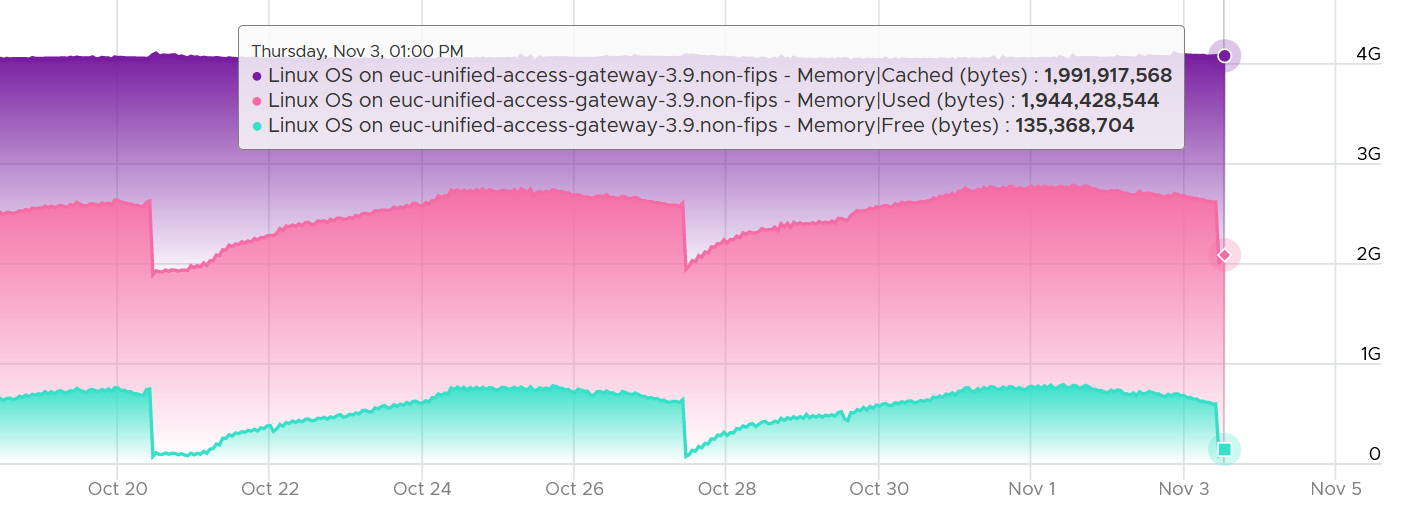 Thursday, Nov 3, 01:00 PM
Linux OS on euc-unified-access-gateway-3.9.non-fips - Memory|Cached (bytes) : 1,991,917,568
Linux OS on euc-unified-access-gateway-3.9.non-fips - Memory|Used (bytes) : 1,944,428,544
Linux OS on euc-unified-access-gateway-3.9.non-fips - Memory|Free (bytes) : 135,368,704
4G
3G
2G
1G
0
Oct 20 Oct 22 Oct 24 Oct 26 Oct 28 Oct 30 Nov 1 Nov 3 Nov 5